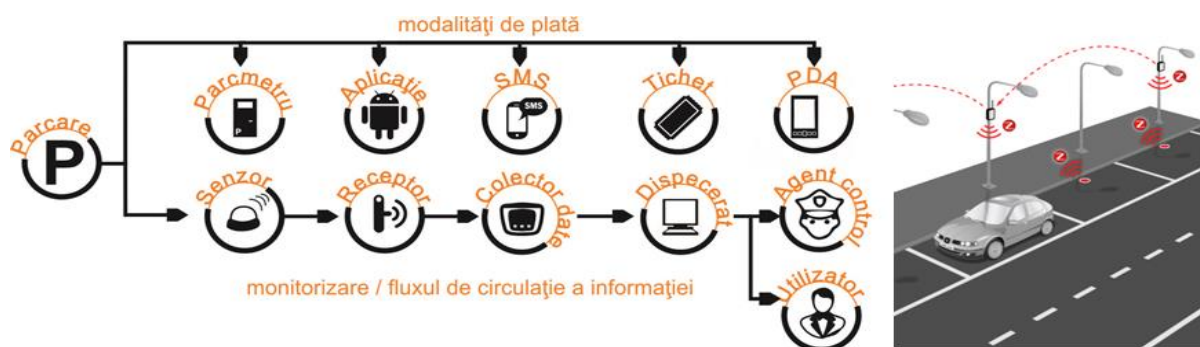 modalităţi de plată
Parcmetru
Aplicaţie
SMS
SMS
Tichet
PDA
P
Parcare
P
Senzor
Receptor
Colector date
Dispecerat
Agent control
Utilizator
monitorizare / fluxul de circulaţie a informaţiei
Z
Z
Z
Z